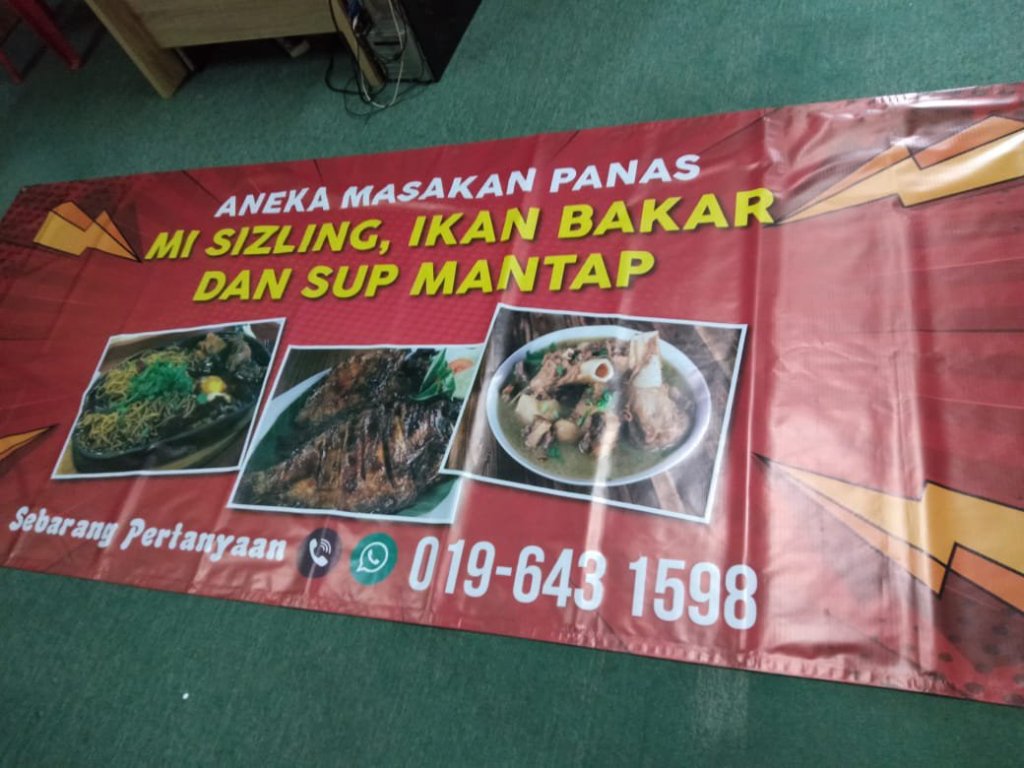 ANEKA MASAKAN PANAS
MI SIZLING, IKAN BAKAR
DAN SUP MANTAP
Sebarang Pertanyaan 019-643 1598